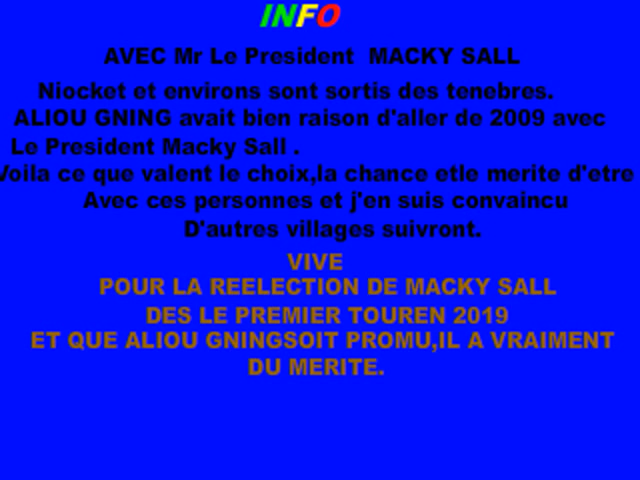 INFO
AVEC Mr Le President MACKY SALL
Niocket et environs sont sortis des tenebres.
ALIOU GNING avait bien raison d'aller de 2009 avec
Le President Macky Sall .
Voila ce que valent le choix,la chance etle merite d'etre
Avec ces personnes et j'en suis convaincu
D'autres villages suivront.
VIVE
POUR LA REELECTION DE MACKY SALL
DES LE PREMIER TOUREN 2019
ET QUE ALIOU GNINGSOIT PROMU,IL A VRAIMENT
DU MERITE.